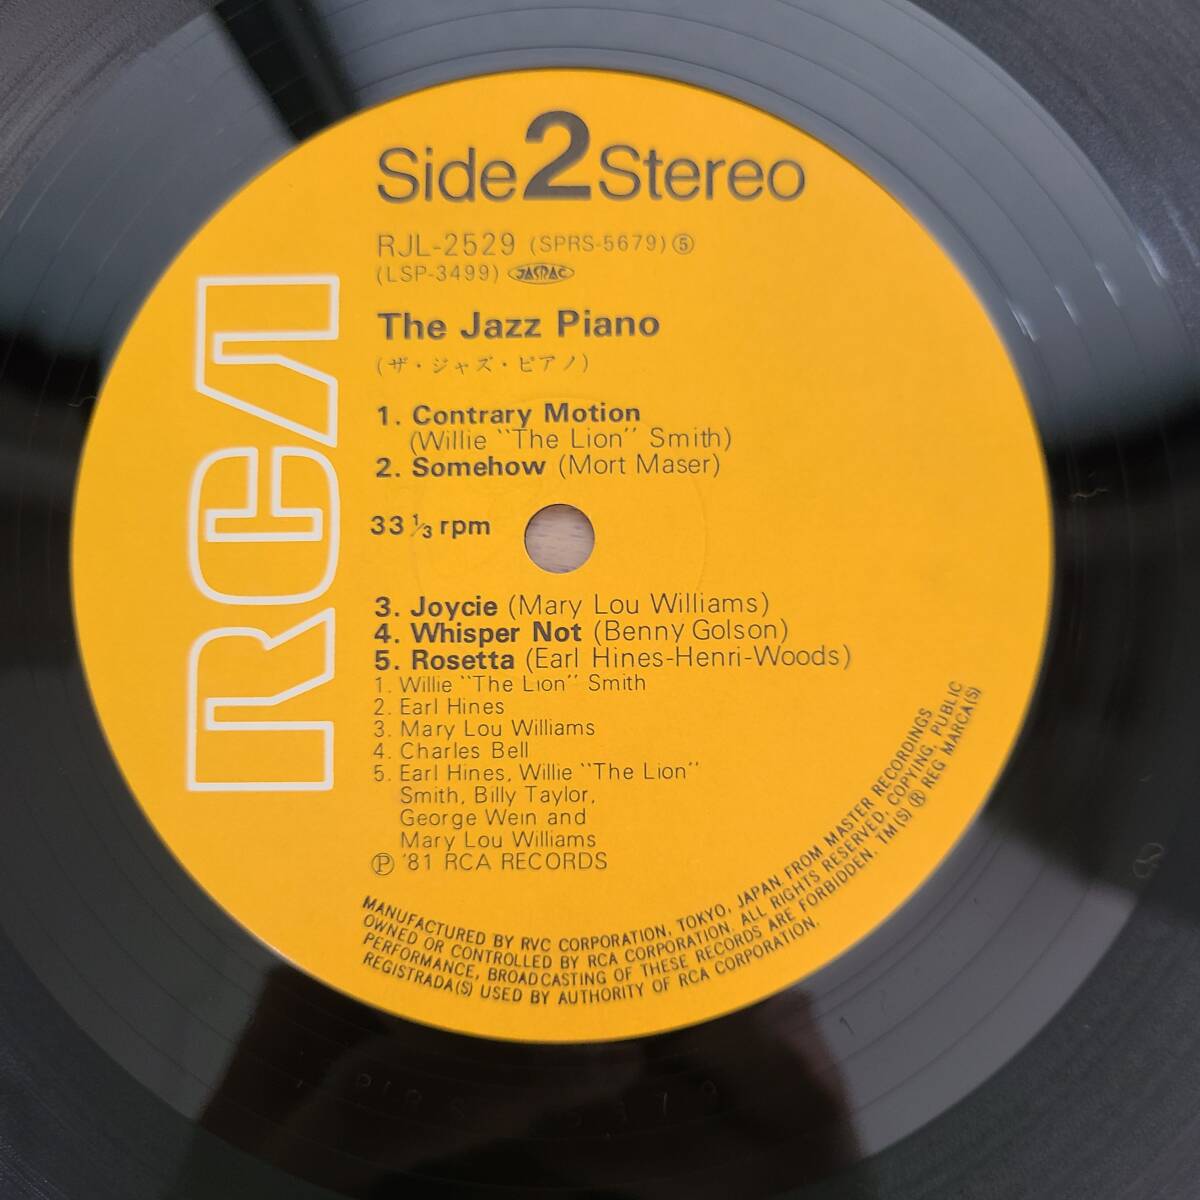 Side 2 Stereo
RJL-2529 (SPRS-5679) ⑤
(LSP-3499) JASRAC
The Jazz Piano
(ザ・ジャズ・ピアノ)
1. Contrary Motion
(Willie "The Lion" Smith)
2. Somehow (Mort Maser)
33 1/3 rpm
3. Joycie (Mary Lou Williams)
4. Whisper Not (Benny Golson)
5. Rosetta (Earl Hines-Henri-Woods)
1. Willie "The Lion" Smith
2. Earl Hines
3. Mary Lou Williams
4. Charles Bell
5. Earl Hines, Willie "The Lion"
Smith, Billy Taylor,
George Wein and
Mary Lou Williams
Ⓟ '81 RCA RECORDS
MANUFACTURED BY RVC CORPORATION, TOKYO, JAPAN FROM MASTER RECORDINGS
OWNED OR CONTROLLED BY RCA CORPORATION. ALL RIGHTS RESERVED, COPYING, PUBLIC
PERFORMANCE, BROADCASTING OF THESE RECORDS ARE FORBIDDEN. TM(S) ® REG MARCA(S)
REGISTRADA(S) USED BY AUTHORITY OF RCA CORPORATION.
RCA